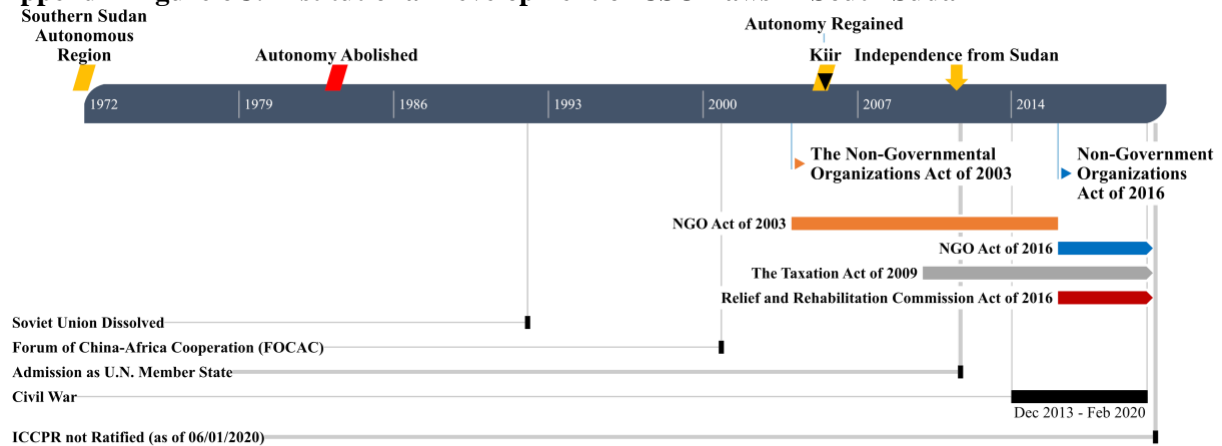 Southern Sudan
Autonomous
Region
Autonomy Abolished
Autonomy Regained
Kiir
Independence from Sudan
1972
1979
1986
1993
2000
2007
2014
The Non-Governmental
Organizations Act of 2003
Non-Government
Organizations
Act of 2016
NGO Act of 2003
NGO Act of 2016
The Taxation Act of 2009
Relief and Rehabilitation Commission Act of 2016
Soviet Union Dissolved
Forum of China-Africa Cooperation (FOCAC)
Admission as U.N. Member State
Civil War
Dec 2013 - Feb 2020
ICCPR not Ratified (as of 06/01/2020)